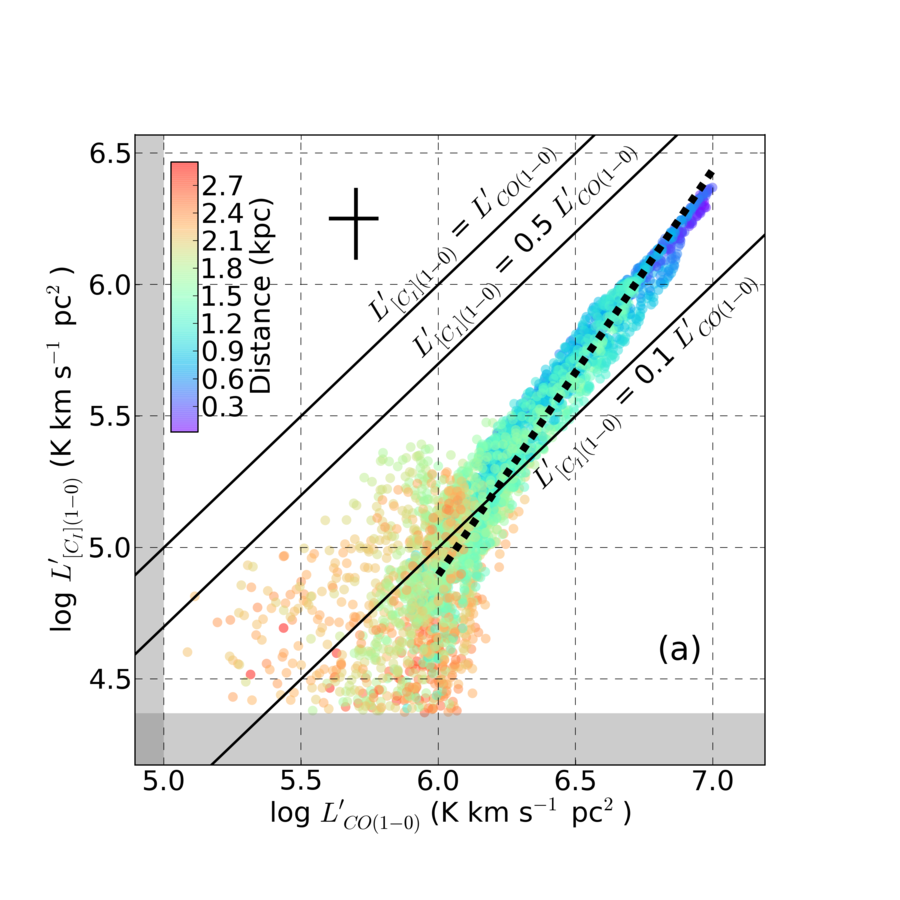 6.5
6.0
5.5
5.0
4.5
log L′[CI](1−0) (K km s−1 pc2 )
2.7
2.4
2.1
1.8
1.5
1.2
0.9
0.6
0.3
Distance (kpc)
L′[CI](1−0) = L′CO(1−0)
L′[CI](1−0) = 0.5 L′CO(1−0)
L′[CI](1−0) = 0.1 L′CO(1−0)
(a)
5.0 5.5 6.0 6.5 7.0
log L′CO(1−0) (K km s−1 pc2 )